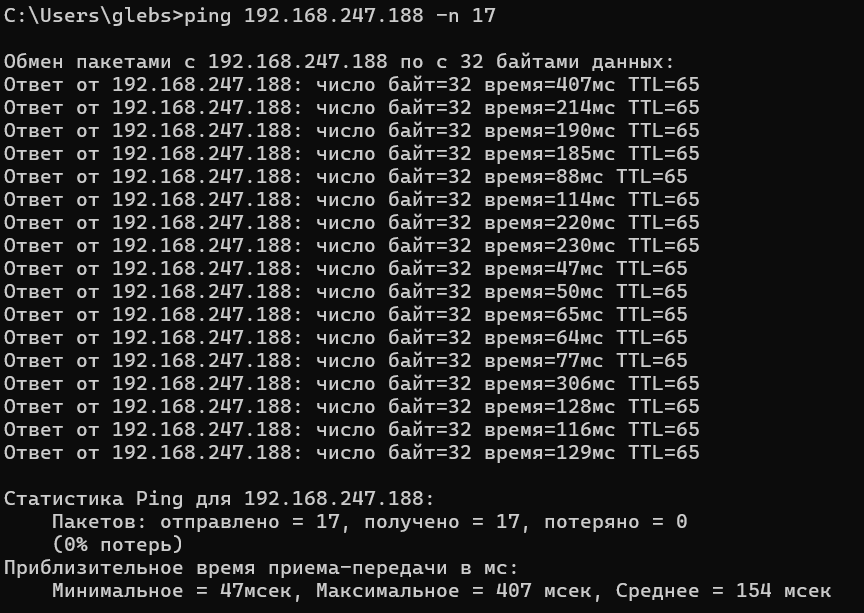 C:\Users\glebs>ping 192.168.247.188 -n 17
Обмен пакетами с 192.168.247.188 по с 32 байтами данных:
Ответ от 192.168.247.188: число байт=32 время=407мс TTL=65
Ответ от 192.168.247.188: число байт=32 время=214мс TTL=65
Ответ от 192.168.247.188: число байт=32 время=190мс TTL=65
Ответ от 192.168.247.188: число байт=32 время=185мс TTL=65
Ответ от 192.168.247.188: число байт=32 время=88мс TTL=65
Ответ от 192.168.247.188: число байт=32 время=114мс TTL=65
Ответ от 192.168.247.188: число байт=32 время=220мс TTL=65
Ответ от 192.168.247.188: число байт=32 время=230мс TTL=65
Ответ от 192.168.247.188: число байт=32 время=47мс TTL=65
Ответ от 192.168.247.188: число байт=32 время=50мс TTL=65
Ответ от 192.168.247.188: число байт=32 время=65мс TTL=65
Ответ от 192.168.247.188: число байт=32 время=64мс TTL=65
Ответ от 192.168.247.188: число байт=32 время=77мс TTL=65
Ответ от 192.168.247.188: число байт=32 время=306мс TTL=65
Ответ от 192.168.247.188: число байт=32 время=128мс TTL=65
Ответ от 192.168.247.188: число байт=32 время=116мс TTL=65
Ответ от 192.168.247.188: число байт=32 время=129мс TTL=65
Статистика Ping для 192.168.247.188:
Пакетов: отправлено = 17, получено = 17, потеряно = 0
(0% потерь)
Приблизительное время приема-передачи в мс:
Минимальное = 47мсек, Максимальное = 407 мсек, Среднее = 154 мсек